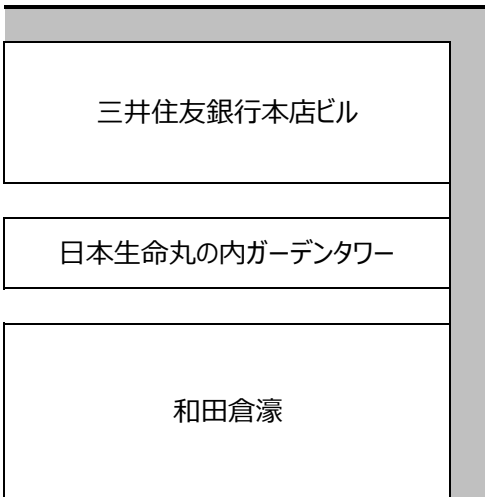 三井住友銀行本店ビル
日本生命丸の内ガーデンタワー
和田倉濠